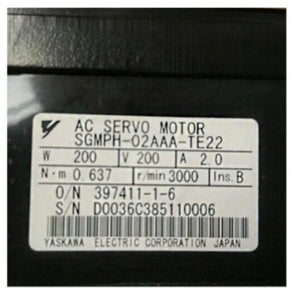 AC SERVO MOTOR
SGMPH-02AAA-TE22
W 200 V 200 A 2.0
N·m 0.637 r/min 3000 Ins.B
O/N 397411-1-6
S/N D0036C385110006
YASKAWA ELECTRIC CORPORATION JAPAN